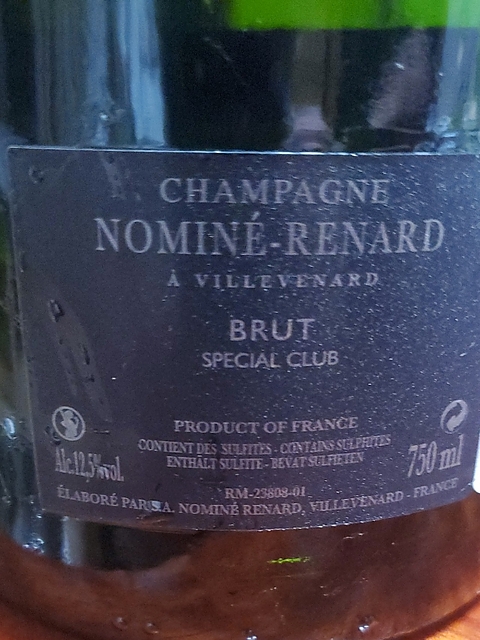 CHAMPAGNE
NOMINÉ-RENARD
À VILLEVENARD
BRUT
SPECIAL CLUB
PRODUCT OF FRANCE
CONTIENT DES SULFITES - CONTAINS SULPHITES
ENTHÄLT SULFITE - BEVAT SULFIETEN
Alc.12,5%vol.
750 ml
RM-23808-01
ÉLABORÉ PAR S.A. NOMINÉ RENARD, VILLEVENARD - FRANCE